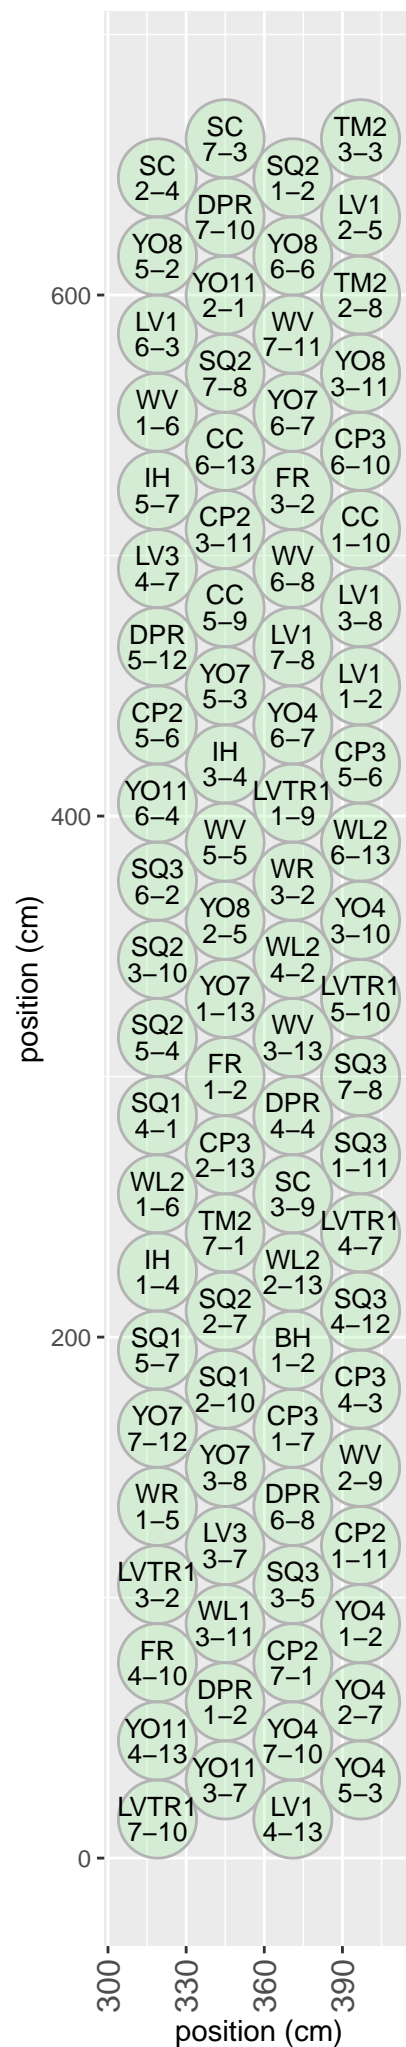 position (cm)
600
400
200
0
SC
2–4
YO8
5–2
LV1
6–3
WV
1–6
IH
5–7
LV3
4–7
DPR
5–12
CP2
5–6
YO11
6–4
SQ3
6–2
SQ2
3–10
SQ2
5–4
SQ1
4–1
WL2
1–6
IH
1–4
SQ1
5–7
YO7
7–12
WR
1–5
LVTR1
3–2
FR
4–10
YO11
4–13
LVTR1
7–10
SC
7–3
DPR
7–10
YO11
2–1
SQ2
7–8
CC
6–13
CP2
3–11
CC
5–9
YO7
5–3
IH
3–4
WV
5–5
YO8
2–5
YO7
1–13
FR
1–2
CP3
2–13
TM2
7–1
SQ2
2–7
SQ1
2–10
YO7
3–8
LV3
3–7
WL1
3–11
DPR
1–2
YO11
3–7
SQ2
1–2
YO8
6–6
WV
7–11
YO7
6–7
FR
3–2
WV
6–8
LV1
7–8
YO4
6–7
LVTR1
1–9
WR
3–2
WL2
4–2
WV
3–13
DPR
4–4
SC
3–9
WL2
2–13
BH
1–2
CP3
1–7
DPR
6–8
SQ3
3–5
CP2
7–1
YO4
7–10
LV1
4–13
TM2
3–3
LV1
2–5
TM2
2–8
YO8
3–11
CP3
6–10
CC
1–10
LV1
3–8
LV1
1–2
CP3
5–6
WL2
6–13
YO4
3–10
LVTR1
5–10
SQ3
7–8
SQ3
1–11
LVTR1
4–7
SQ3
4–12
CP3
4–3
WV
2–9
CP2
1–11
YO4
1–2
YO4
2–7
YO4
5–3
300
330
360
390
position (cm)